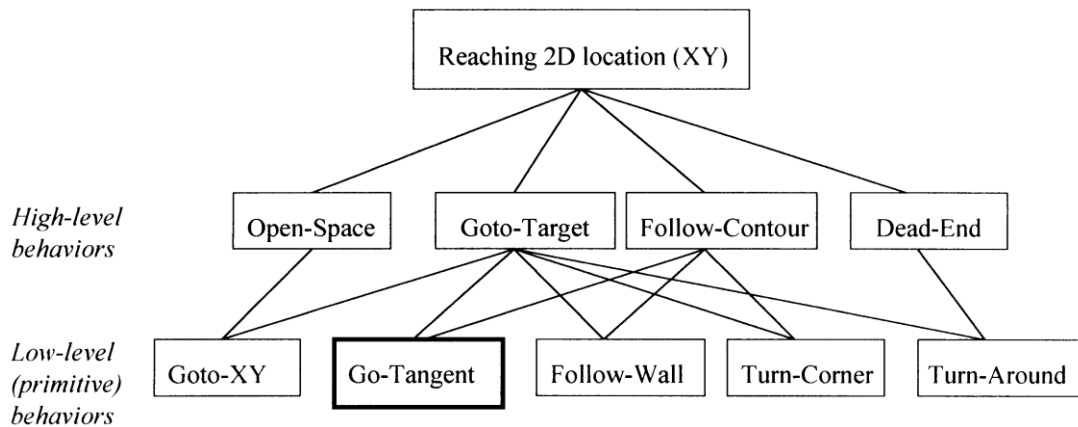 Reaching 2D location (XY)
High-level
behaviors
Open-Space
Goto-Target
Follow-Contour
Dead-End
Low-level
(primitive)
behaviors
Goto-XY
Go-Tangent
Follow-Wall
Turn-Corner
Turn-Around